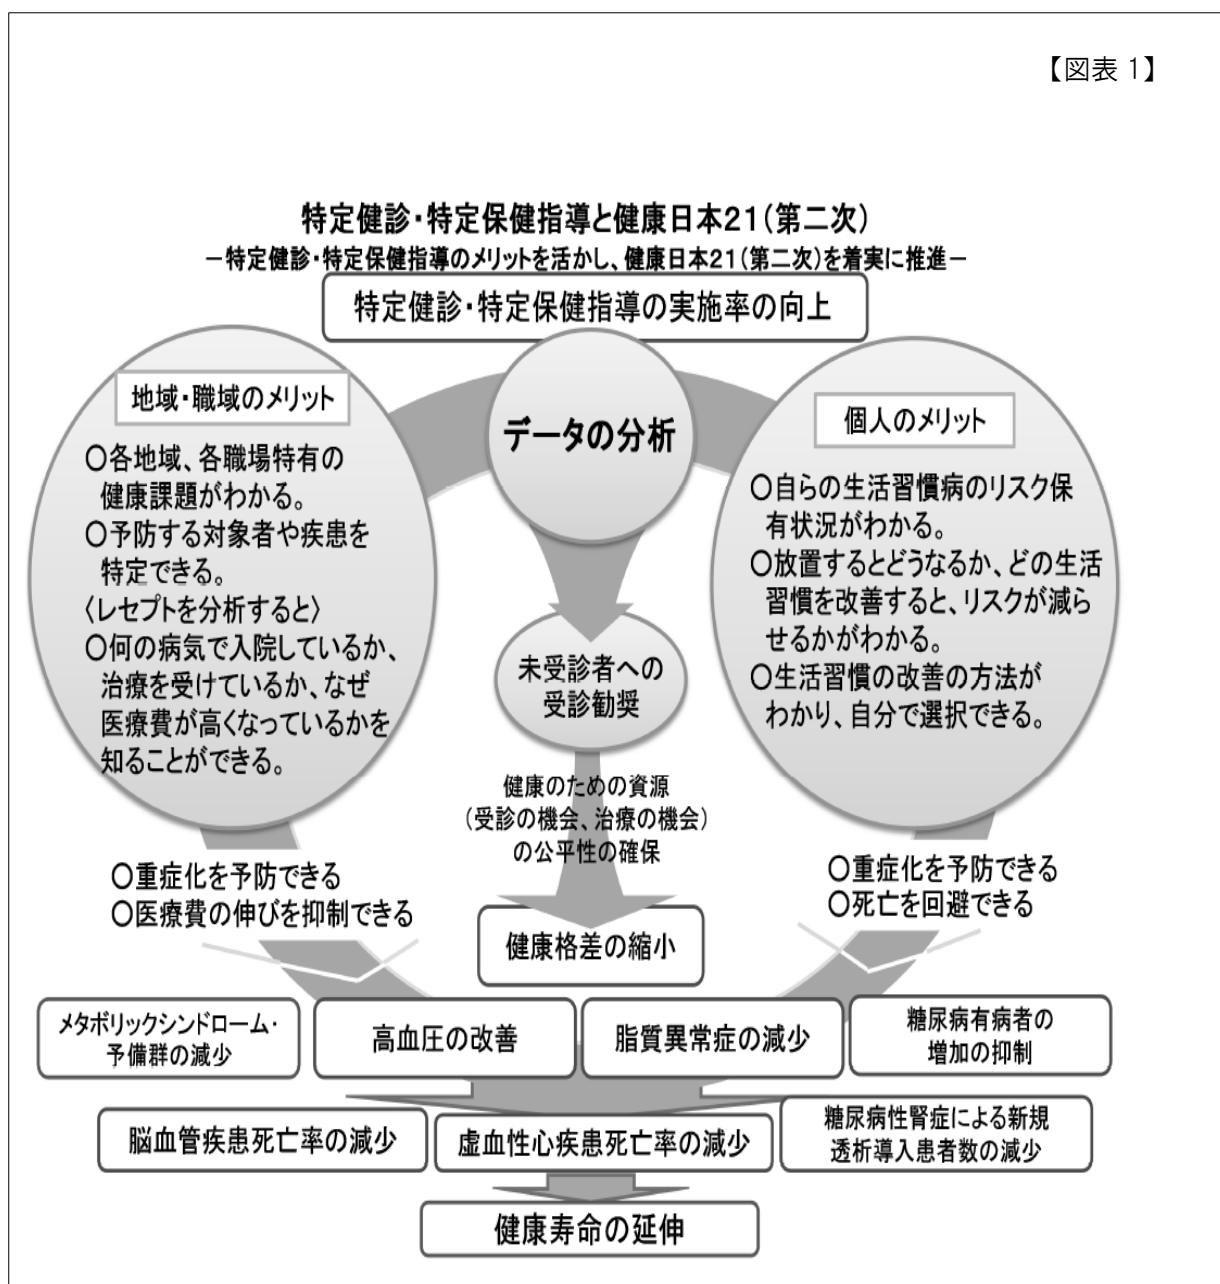 【図表 1】
特定健診・特定保健指導と健康日本21(第二次)
－特定健診・特定保健指導のメリットを活かし、健康日本21(第二次)を着実に推進－
特定健診・特定保健指導の実施率の向上
地域・職域のメリット
○各地域、各職場特有の
健康課題がわかる。
○予防する対象者や疾患を
特定できる。
〈レセプトを分析すると〉
○何の病気で入院しているか、
治療を受けているか、なぜ
医療費が高くなっているかを
知ることができる。
データの分析
個人のメリット
○自らの生活習慣病のリスク保
有状況がわかる。
○放置するとどうなるか、どの生活
習慣を改善すると、リスクが減ら
せるかがわかる。
○生活習慣の改善の方法が
わかり、自分で選択できる。
未受診者への
受診勧奨
健康のための資源
(受診の機会、治療の機会)
の公平性の確保
○重症化を予防できる
○医療費の伸びを抑制できる
○重症化を予防できる
○死亡を回避できる
健康格差の縮小
メタボリックシンドローム・
予備群の減少
高血圧の改善
脂質異常症の減少
糖尿病有病者の
増加の抑制
脳血管疾患死亡率の減少
虚血性心疾患死亡率の減少
糖尿病性腎症による新規
透析導入患者数の減少
健康寿命の延伸